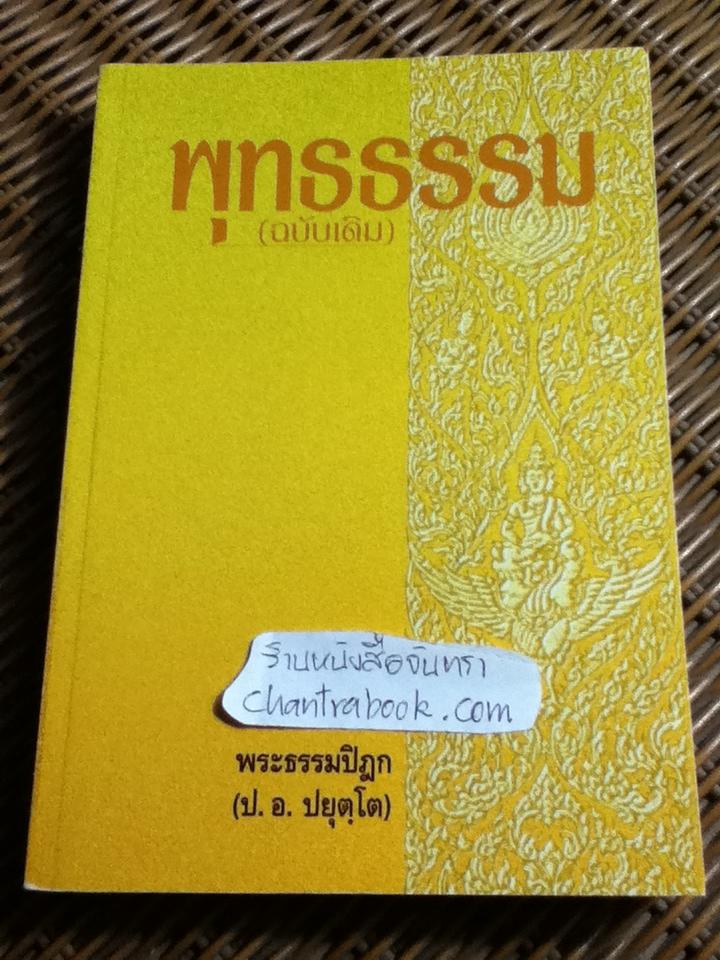 พุทธธรรม
(ฉบับเดิม)
ร้านหนังสือจันทรา
chantrabook.com
พระธรรมปิฎก
(ป. อ. ปยุตฺโต)